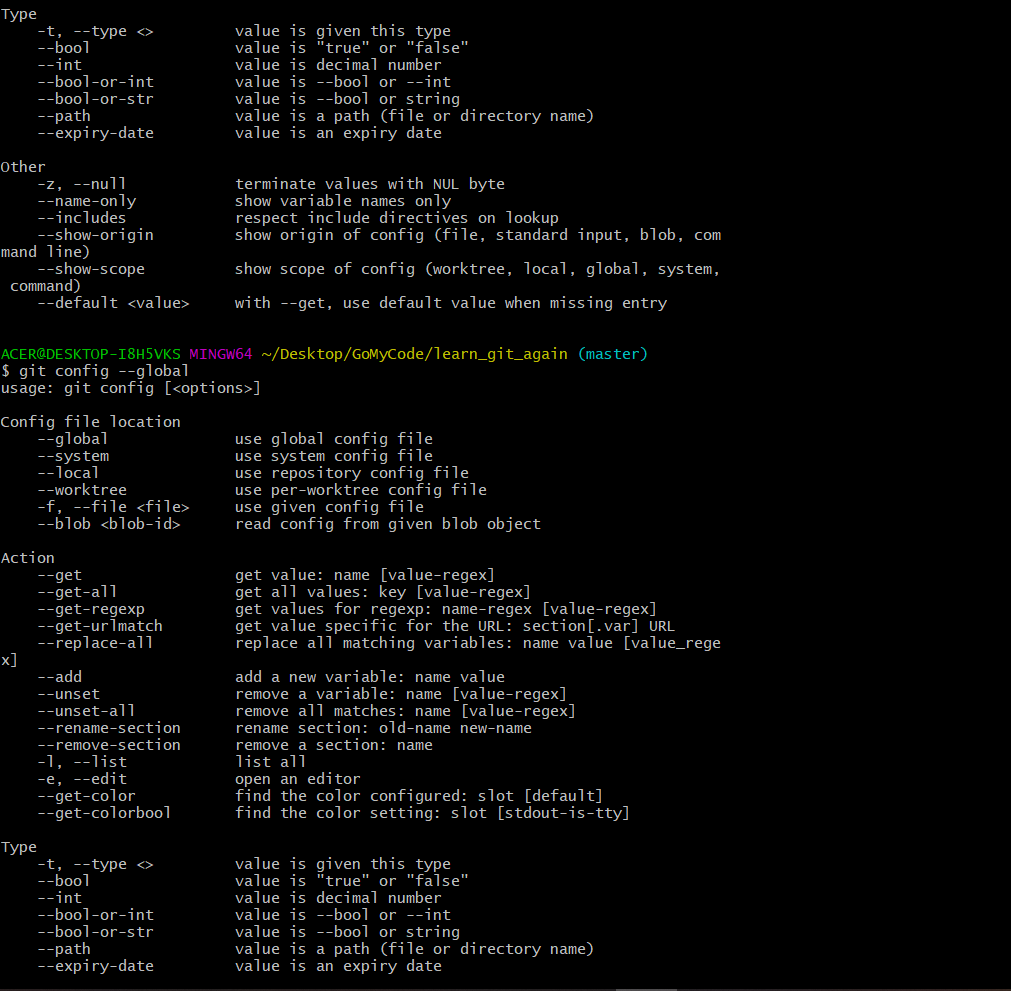 Type
    -t, --type <>         value is given this type
    --bool                value is "true" or "false"
    --int                 value is decimal number
    --bool-or-int         value is --bool or --int
    --bool-or-str         value is --bool or string
    --path                value is a path (file or directory name)
    --expiry-date         value is an expiry date

Other
    -z, --null            terminate values with NUL byte
    --name-only           show variable names only
    --includes            respect include directives on lookup
    --show-origin         show origin of config (file, standard input, blob, com
mand line)
    --show-scope          show scope of config (worktree, local, global, system,
 command)
    --default <value>     with --get, use default value when missing entry

ACER@DESKTOP-I8H5VKS MINGW64 ~/Desktop/GoMyCode/learn_git_again (master)
$ git config --global
usage: git config [<options>]

Config file location
    --global              use global config file
    --system              use system config file
    --local               use repository config file
    --worktree            use per-worktree config file
    -f, --file <file>     use given config file
    --blob <blob-id>      read config from given blob object

Action
    --get                 get value: name [value-regex]
    --get-all             get all values: key [value-regex]
    --get-regexp          get values for regexp: name-regex [value-regex]
    --get-urlmatch        get value specific for the URL: section[.var] URL
    --replace-all         replace all matching variables: name value [value_rege
x]
    --add                 add a new variable: name value
    --unset               remove a variable: name [value-regex]
    --unset-all           remove all matches: name [value-regex]
    --rename-section      rename section: old-name new-name
    --remove-section      remove a section: name
    -l, --list            list all
    -e, --edit            open an editor
    --get-color           find the color configured: slot [default]
    --get-colorbool       find the color setting: slot [stdout-is-tty]

Type
    -t, --type <>         value is given this type
    --bool                value is "true" or "false"
    --int                 value is decimal number
    --bool-or-int         value is --bool or --int
    --bool-or-str         value is --bool or string
    --path                value is a path (file or directory name)
    --expiry-date         value is an expiry date